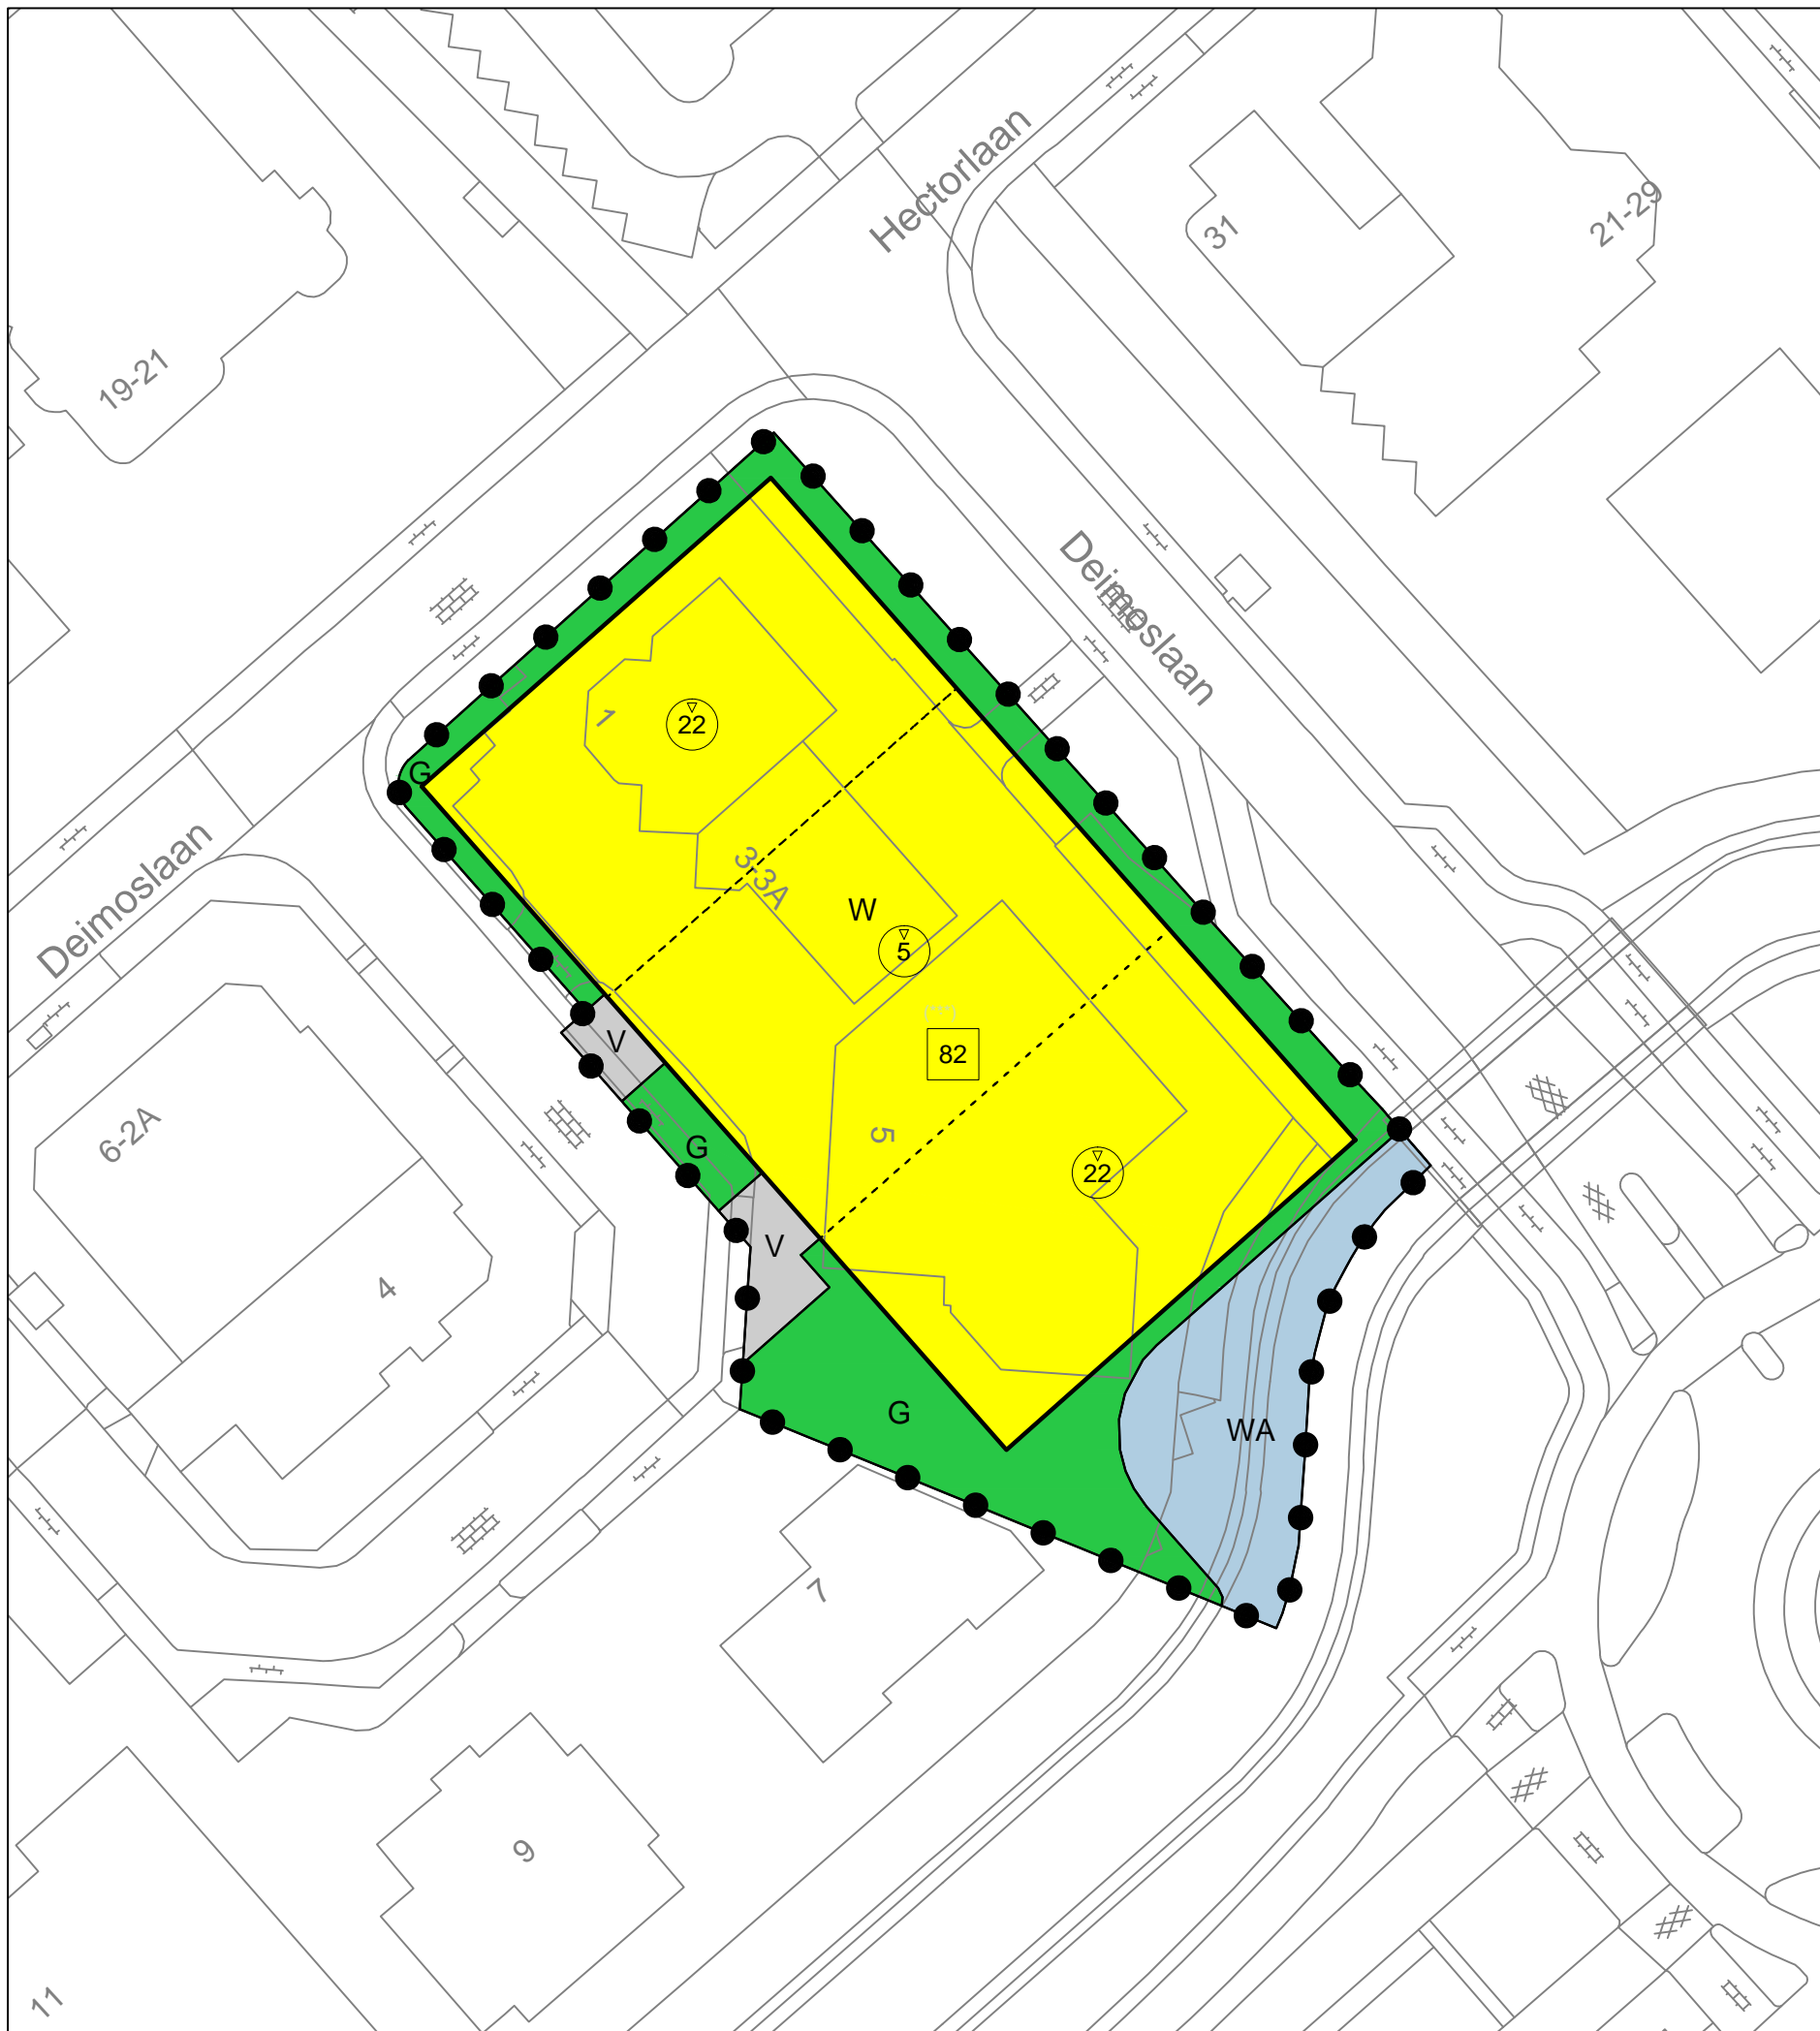 Hectorlaan
31
21-29
19-21
Deimoslaan
1
22
G
3-3A
W
5
Deimoslaan
(***)
82
V
5
G
22
6-2A
V
4
G
WA
7
9
11